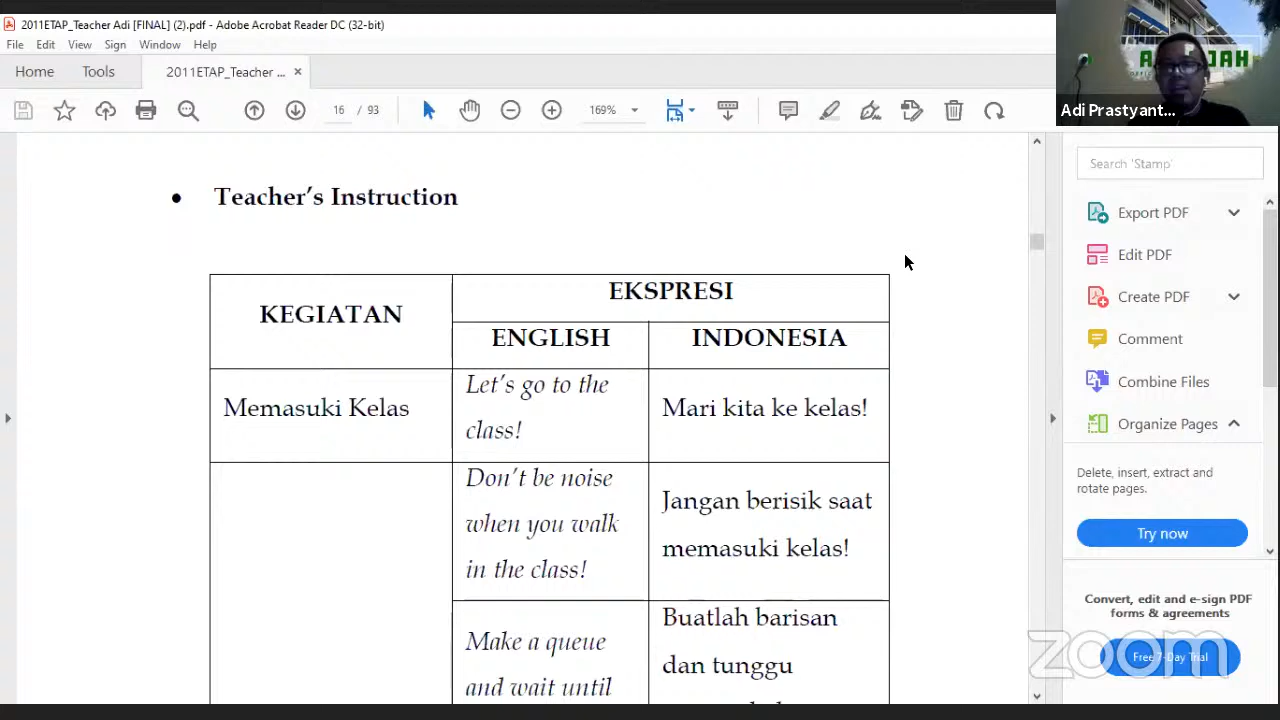 2011ETAP_Teacher Adi [FINAL] (2).pdf - Adobe Acrobat Reader DC (32-bit)
File Edit View Sign Window Help
Home Tools 2011ETAP_Teacher ... ×
16 / 93 169%
Adi Prastyant...
Search 'Stamp'
Export PDF
Edit PDF
Create PDF
Comment
Combine Files
Organize Pages
Delete, insert, extract and
rotate pages.
Try now
Convert, edit and e-sign PDF
forms & agreements
Free 7-Day Trial
zoom
• Teacher's Instruction
KEGIATAN
EKSPRESI
ENGLISH
INDONESIA
Memasuki Kelas
Let's go to the
class!
Mari kita ke kelas!
Don't be noise
when you walk
in the class!
Jangan berisik saat
memasuki kelas!
Make a queue
and wait until
Buatlah barisan
dan tunggu